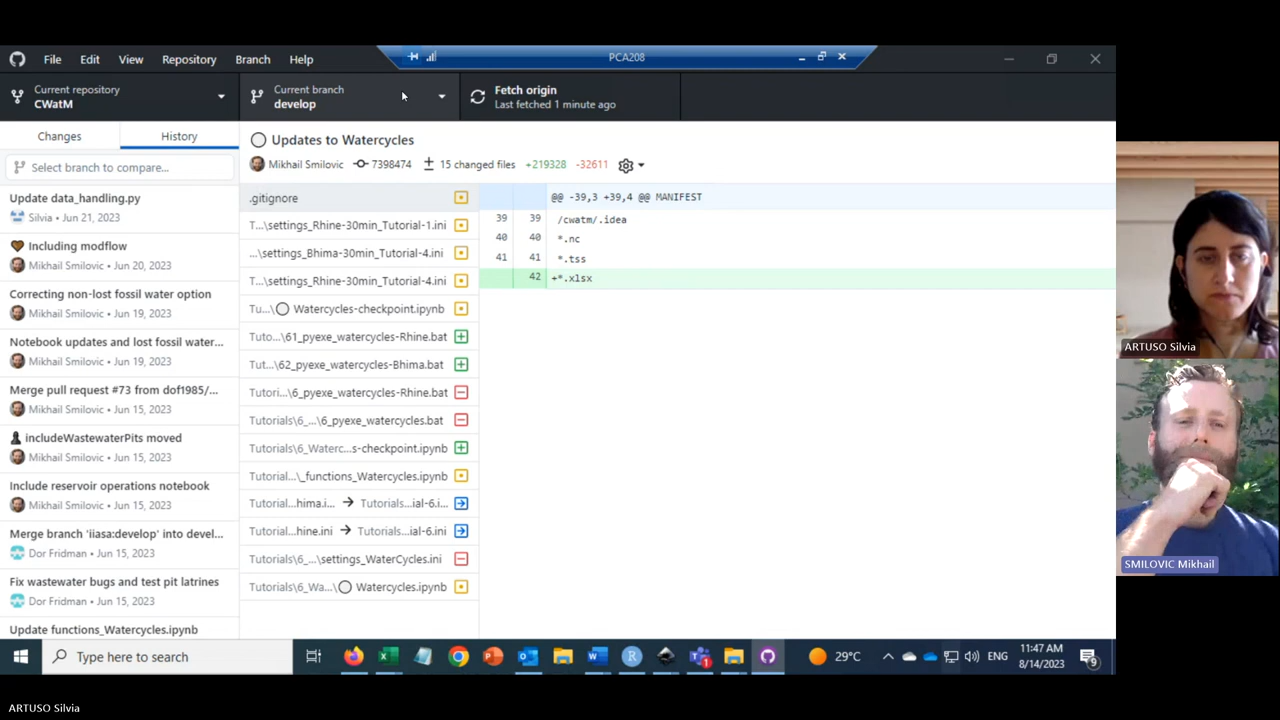 PCA208
File Edit View Repository Branch Help
Current repository
CWatM
Current branch
develop
Fetch origin
Last fetched 1 minute ago
Changes
History
Select branch to compare...
Update data_handling.py
Silvia • Jun 21, 2023
Including modflow
Mikhail Smilovic • Jun 20, 2023
Correcting non-lost fossil water option
Mikhail Smilovic • Jun 19, 2023
Notebook updates and lost fossil water...
Mikhail Smilovic • Jun 19, 2023
Merge pull request #73 from dof1985/...
Mikhail Smilovic • Jun 15, 2023
includeWastewaterPits moved
Mikhail Smilovic • Jun 15, 2023
Include reservoir operations notebook
Mikhail Smilovic • Jun 15, 2023
Merge branch 'iiasa:develop' into devel...
Dor Fridman • Jun 15, 2023
Fix wastewater bugs and test pit latrines
Dor Fridman • Jun 15, 2023
Update functions_Watercycles.ipynb
Updates to Watercycles
Mikhail Smilovic 7398474 15 changed files +219328 -32611
.gitignore
T...\settings_Rhine-30min_Tutorial-1.ini
...\settings_Bhima-30min_Tutorial-4.ini
T...\settings_Rhine-30min_Tutorial-4.ini
Tu...\ Watercycles-checkpoint.ipynb
Tuto...\61_pyexe_watercycles-Rhine.bat
Tut...\62_pyexe_watercycles-Bhima.bat
Tutori...\6_pyexe_watercycles-Rhine.bat
Tutorials\6_...\6_pyexe_watercycles.bat
Tutorials\6_Waterc...s-checkpoint.ipynb
Tutorial...\_functions_Watercycles.ipynb
Tutorial...hima.i... → Tutorials...ial-6.i...
Tutorial...hine.ini → Tutorials...ial-6.ini
Tutorials\6_...\settings_WaterCycles.ini
Tutorials\6_Wa...\ Watercycles.ipynb
@@ -39,3 +39,4 @@ MANIFEST
39 39 /cwatm/.idea
40 40 *.nc
41 41 *.tss
42 +*.xlsx
ARTUSO Silvia
SMILOVIC Mikhail
Type here to search
29°C
ENG
11:47 AM
8/14/2023
9
1
ARTUSO Silvia